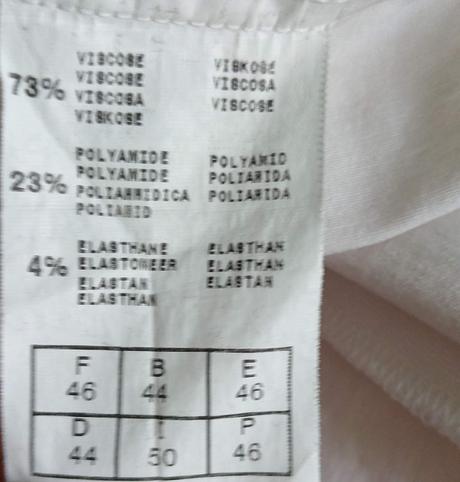 VISCOSE VISKOSE
73% VISCOSE VISCOSA
VISCOSA VISCOSE
VISKOSE
POLYAMIDE POLYAMID
23% POLYAMIDE POLIAMIDA
POLIAMMIDICA POLIAMIDA
POLIAMID
ELASTHANE ELASTHAN
4% ELASTOMEER ELASTHAN
ELASTAN ELASTAN
ELASTHAN
F B E
46 44 46
D I P
44 50 46